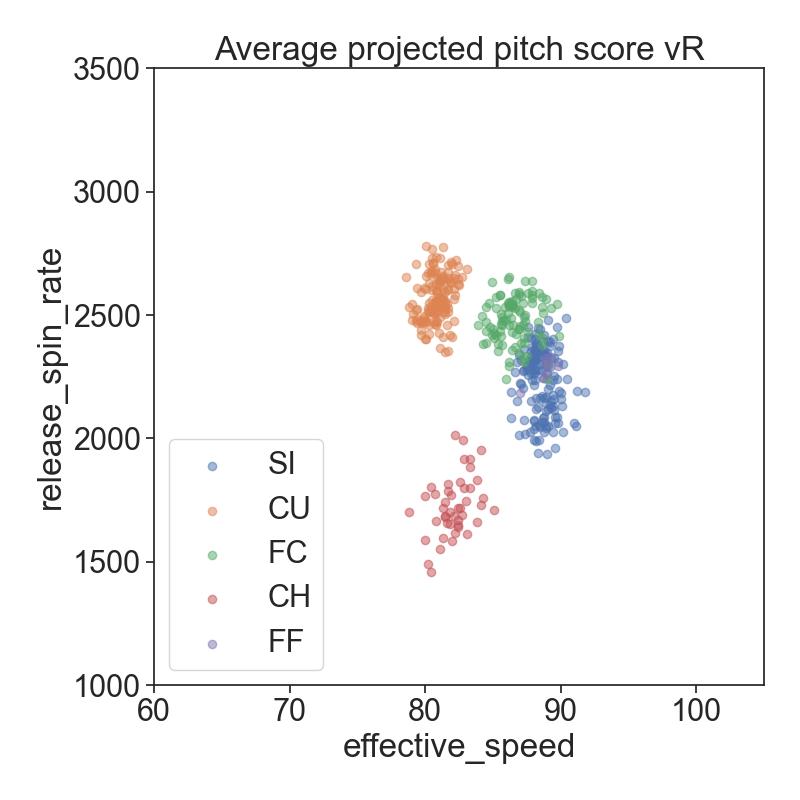 Average projected pitch score vR
3500
3000
2500
2000
1500
1000
release_spin_rate
SI
CU
FC
CH
FF
60 70 80 90 100
effective_speed